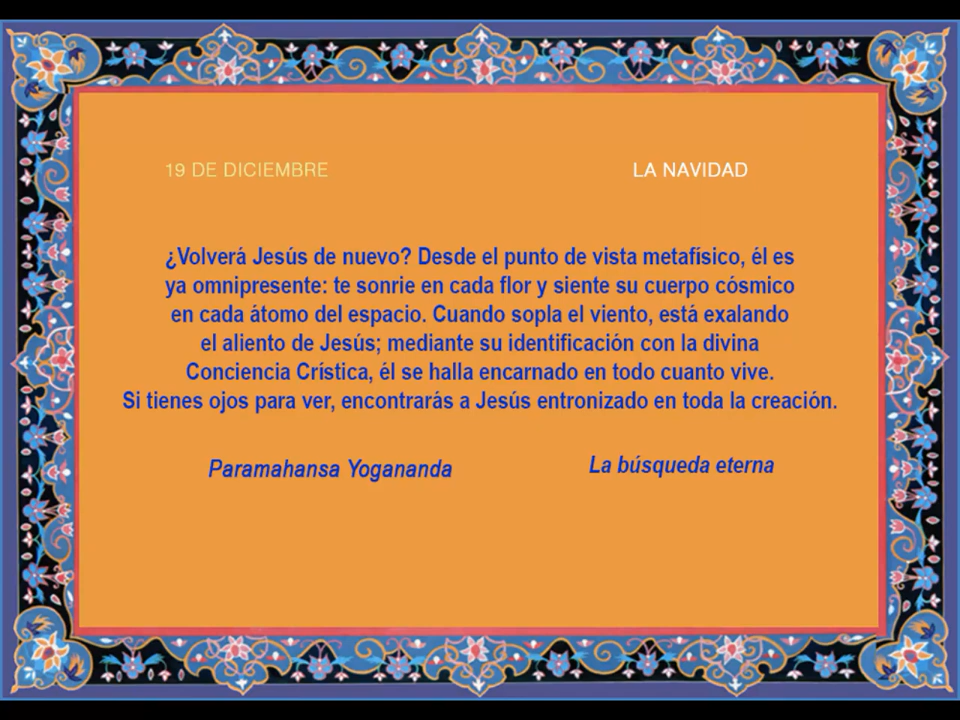 19 DE DICIEMBRE
LA NAVIDAD
¿Volverá Jesús de nuevo? Desde el punto de vista metafísico, él es
ya omnipresente: te sonrie en cada flor y siente su cuerpo cósmico
en cada átomo del espacio. Cuando sopla el viento, está exalando
el aliento de Jesús; mediante su identificación con la divina
Conciencia Crística, él se halla encarnado en todo cuanto vive.
Si tienes ojos para ver, encontrarás a Jesús entronizado en toda la creación.
Paramahansa Yogananda
La búsqueda eterna